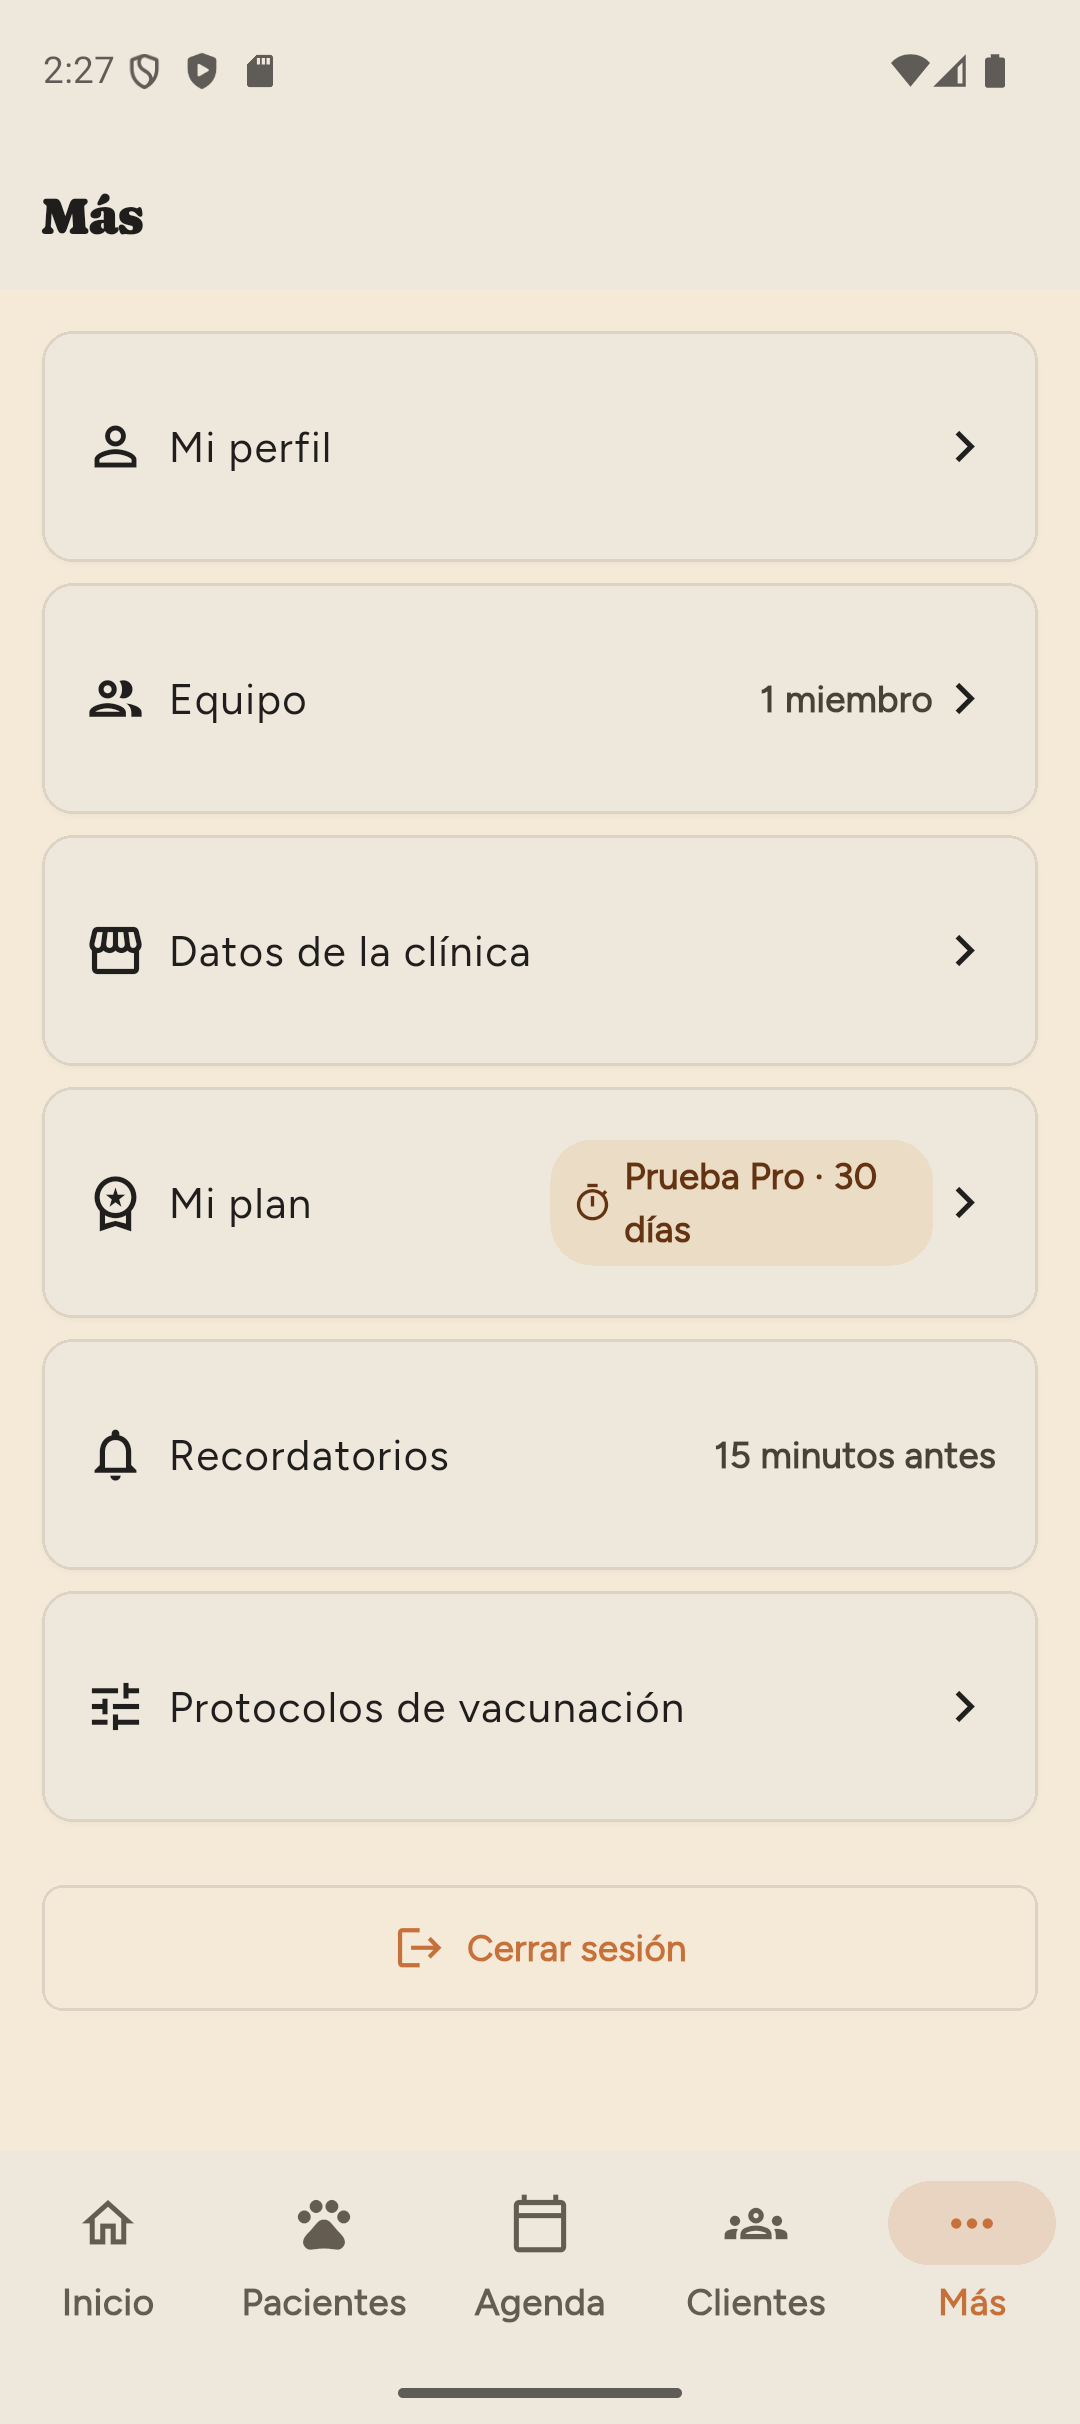 2:27
Más
Mi perfil
Equipo
1 miembro
Datos de la clínica
Mi plan
Prueba Pro · 30
días
Recordatorios
15 minutos antes
Protocolos de vacunación
Cerrar sesión
Inicio
Pacientes
Agenda
Clientes
Más